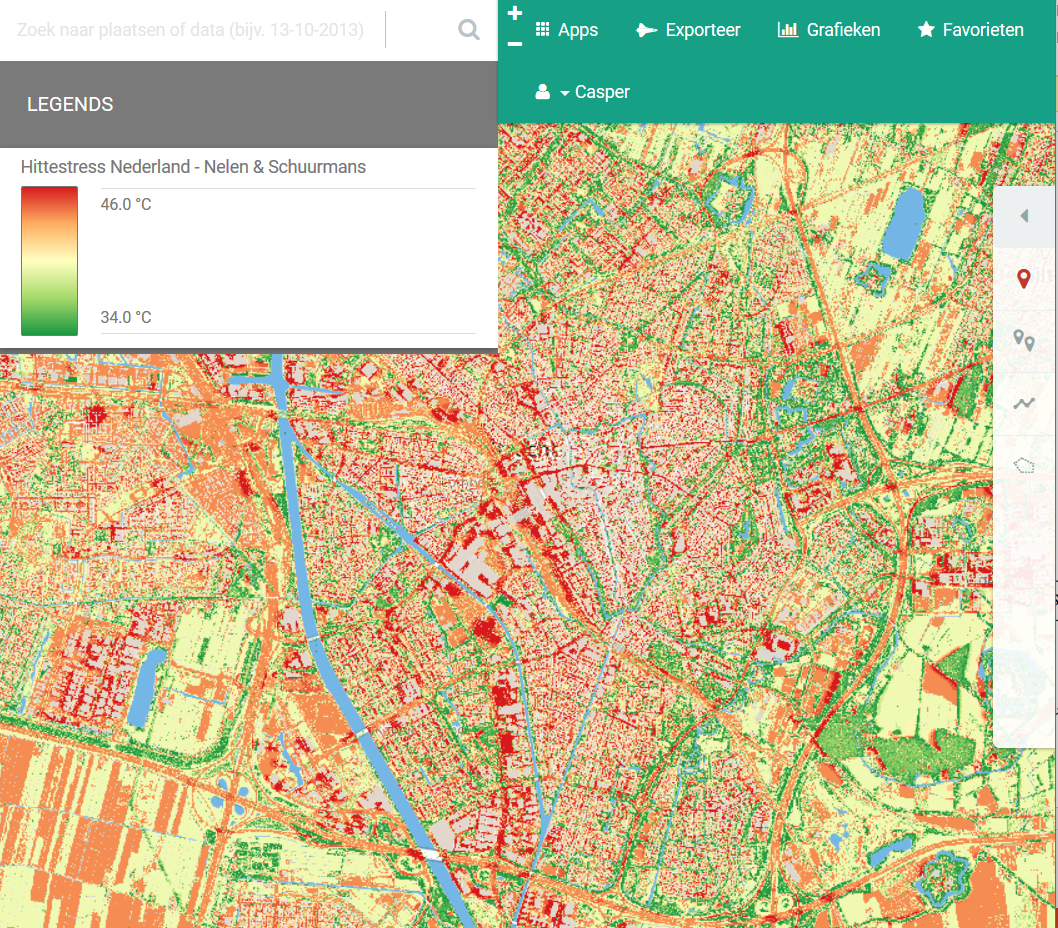 Zoek naar plaatsen of data (bijv. 13-10-2013)
+
−
Apps
Exporteer
Grafieken
Favorieten
Casper
LEGENDS
Hittestress Nederland - Nelen & Schuurmans
46.0 °C
34.0 °C